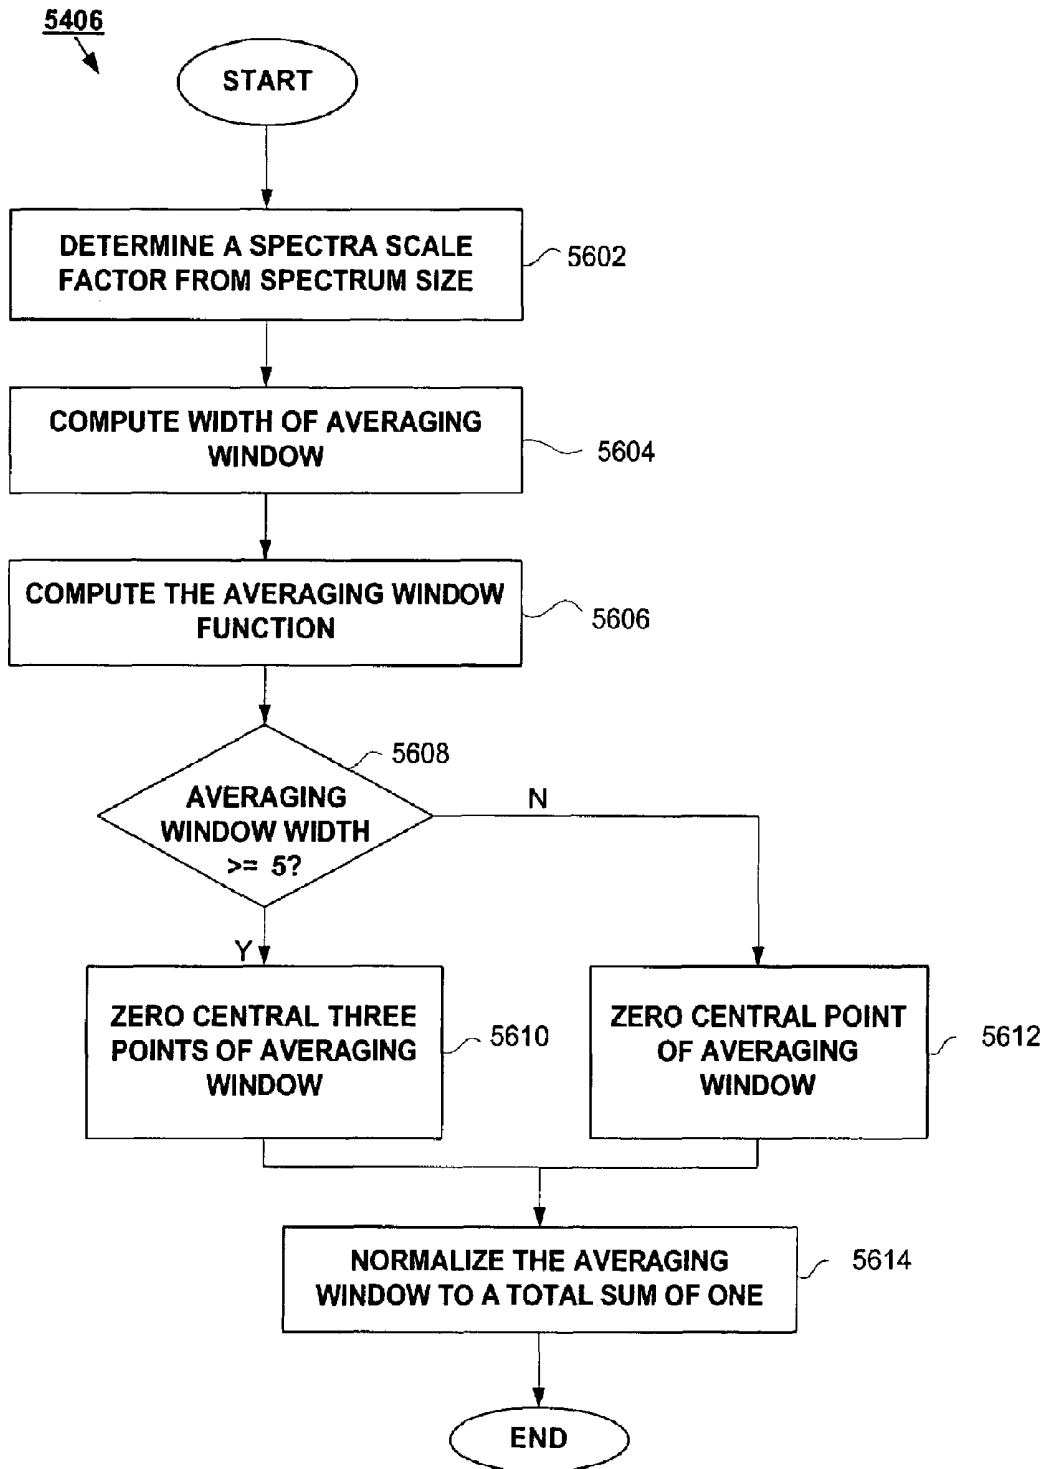 5406
START
DETERMINE A SPECTRA SCALE
FACTOR FROM SPECTRUM SIZE
5602
COMPUTE WIDTH OF AVERAGING
WINDOW
5604
COMPUTE THE AVERAGING WINDOW
FUNCTION
5606
5608
AVERAGING
WINDOW WIDTH
>= 5?
N
Y
ZERO CENTRAL THREE
POINTS OF AVERAGING
WINDOW
5610
ZERO CENTRAL POINT
OF AVERAGING
WINDOW
5612
NORMALIZE THE AVERAGING
WINDOW TO A TOTAL SUM OF ONE
5614
END